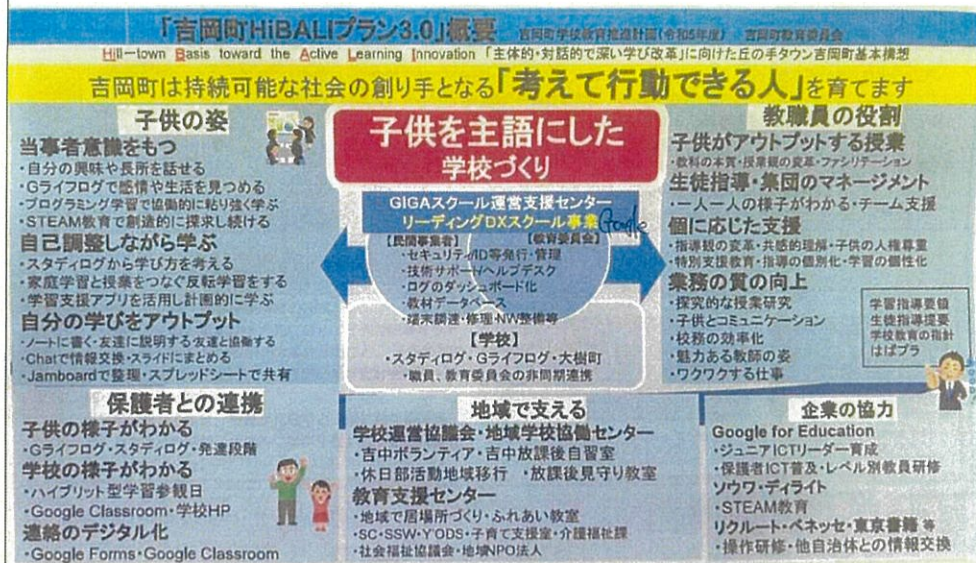 「吉岡町HiBALIプラン3.0」概要 吉岡町学校教育推進計画(令和5年度) 吉岡町教育委員会
Hill-town Basis toward the Active Learning Innovation 「主体的・対話的で深い学び改革」に向けた丘の手タウン吉岡町基本構想
吉岡町は持続可能な社会の創り手となる「考えて行動できる人」を育てます
子供の姿
当事者意識をもつ
・自分の興味や長所を話せる
・Gライフログで感情や生活を見つめる
・プログラミング学習で協働的に粘り強く学ぶ
・STEAM教育で創造的に探求し続ける
自己調整しながら学ぶ
・スタディログから学び方を考える
・家庭学習と授業をつなぐ反転学習をする
・学習支援アプリを活用し計画的に学ぶ
自分の学びをアウトプット
・ノートに書く・友達に説明する・友達と協働する
・Chatで情報交換・スライドにまとめる
・Jamboardで整理・スプレッドシートで共有
子供を主語にした
学校づくり
GIGAスクール運営支援センター
リーディングDXスクール事業 Google
【民間事業者】 【教育委員会】
・セキュリティID等発行・管理
・技術サポートヘルプデスク
・ログのダッシュボード化
・教材データベース
・端末調達・修理・NW整備等
【学校】
・スタディログ・Gライフログ・大樹町
・職員、教育委員会の非同期連携
教職員の役割
子供がアウトプットする授業
・教科の本質・授業観の変革・ファシリテーション
生徒指導・集団のマネージメント
・一人一人の様子がわかる・チーム支援
個に応じた支援
・指導観の変革・共感的理解・子供の人権尊重
・特別支援教育・指導の個別化・学習の個性化
業務の質の向上
・探究的な授業研究
・子供とコミュニケーション
・校務の効率化
・魅力ある教師の姿
・ワクワクする仕事
学習指導要領
生徒指導提要
学校教育の指針
はばプラ
保護者との連携
子供の様子がわかる
・Gライフログ・スタディログ・発達段階
学校の様子がわかる
・ハイブリット型学習参観日
・Google Classroom・学校HP
連絡のデジタル化
・Google Forms・Google Classroom
地域で支える
学校運営協議会・地域学校協働センター
・吉中ボランティア・吉中放課後自習室
・休日部活動地域移行 ・放課後見守り教室
教育支援センター
・地域で居場所づくり・ふれあい教室
・SC・SSW・Y'ODS・子育て支援室・介護福祉課
・社会福祉協議会・地域NPO法人
企業の協力
Google for Education
・ジュニアICTリーダー育成
・保護者ICT普及・レベル別教員研修
ソウワ・ディライト
・STEAM教育
リクルート・ベネッセ・東京書籍 等
・操作研修・他自治体との情報交換